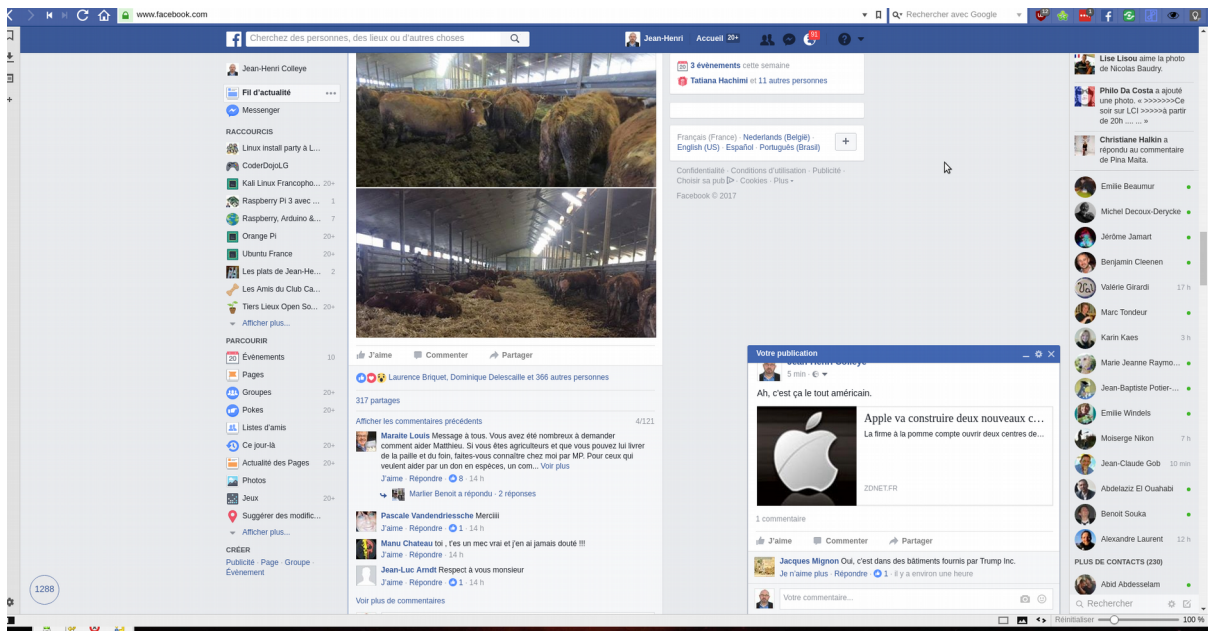 www.facebook.com
Rechercher avec Google
Cherchez des personnes, des lieux ou d'autres choses
Jean-Henri
Accueil 20+
91
Jean-Henri Colleye
Fil d'actualité
Messenger
RACCOURCIS
Linux install party à L...
CoderDojoLG
Kali Linux Francopho... 20+
Raspberry Pi 3 avec ... 1
Raspberry, Arduino &... 7
Orange Pi 20+
Ubuntu France 20+
Les plats de Jean-He... 2
Les Amis du Club Ca...
Tiers Lieux Open So... 20+
Afficher plus...
PARCOURIR
Événements 10
Pages
Groupes 20+
Pokes 20+
Listes d'amis
Ce jour-là 20+
Actualité des Pages 20+
Photos
Jeux 20+
Suggérer des modific...
Afficher plus...
CRÉER
Publicité · Page · Groupe ·
Évènement
1288
J'aime Commenter Partager
Laurence Briquet, Dominique Delescaille et 366 autres personnes
317 partages
Afficher les commentaires précédents 4/121
Maraite Louis Message à tous. Vous avez été nombreux à demander
comment aider Matthieu. Si vous êtes agriculteurs et que vous pouvez lui livrer
de la paille et du foin, faites-vous connaître chez moi par MP. Pour ceux qui
veulent aider par un don en espèces, un com... Voir plus
J'aime · Répondre · 8 · 14 h
Marlier Benoit a répondu · 2 réponses
Pascale Vandendriessche Merciiii
J'aime · Répondre · 1 · 14 h
Manu Chateau toi , t'es un mec vrai et j'en ai jamais douté !!!
J'aime · Répondre · 14 h
Jean-Luc Arndt Respect à vous monsieur
J'aime · Répondre · 1 · 14 h
Voir plus de commentaires
3 évènements cette semaine
Tatiana Hachimi et 11 autres personnes
Français (France) · Nederlands (België) ·
English (US) · Español · Português (Brasil)
Confidentialité · Conditions d'utilisation · Publicité ·
Choisir sa pub · Cookies · Plus
Facebook © 2017
Votre publication
Jean-Henri Colleye
5 min
Ah, c'est ça le tout américain.
Apple va construire deux nouveaux c...
La firme à la pomme compte ouvrir deux centres de...
ZDNET.FR
1 commentaire
J'aime Commenter Partager
Jacques Mignon Oui, c'est dans des bâtiments fournis par Trump Inc.
Je n'aime plus · Répondre · 1 · il y a environ une heure
Votre commentaire...
Lise Lisou aime la photo
de Nicolas Baudry.
Philo Da Costa a ajouté
une photo. « >>>>>>>Ce
soir sur LCI >>>>>à partir
de 20h .... ... »
Christiane Halkin a
répondu au commentaire
de Pina Maita.
Emilie Beaumur
Michel Decoux-Derycke
Jérôme Jamart
Benjamin Cleenen
Valérie Girardi 17 h
Marc Tondeur
Karin Kaes 3 h
Marie Jeanne Raymo...
Jean-Baptiste Potier-...
Emilie Windels
Moiserge Nikon 7 h
Jean-Claude Gob 10 min
Abdelaziz El Ouahabi
Benoit Souka
Alexandre Laurent 12 h
PLUS DE CONTACTS (230)
Abid Abdesselam
Rechercher
Réinitialiser 100 %